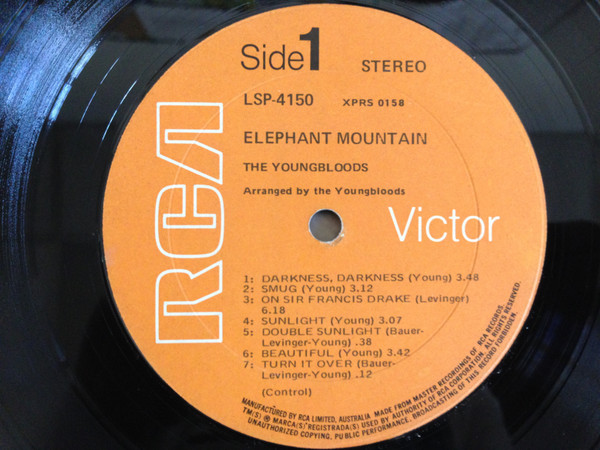 Side 1
STEREO
LSP-4150 XPRS 0158
ELEPHANT MOUNTAIN
THE YOUNGBLOODS
Arranged by the Youngbloods
RCA
Victor
1: DARKNESS, DARKNESS (Young) 3.48
2: SMUG (Young) 3.12
3: ON SIR FRANCIS DRAKE (Levinger)
6.18
4: SUNLIGHT (Young) 3.07
5: DOUBLE SUNLIGHT (Bauer-
Levinger-Young) .38
6: BEAUTIFUL (Young) 3.42
7: TURN IT OVER (Bauer-
Levinger-Young) .12
(Control)
MANUFACTURED BY RCA LIMITED, AUSTRALIA. MADE FROM MASTER RECORDINGS OF RCA RECORDS.
TM(S) ® MARCA(S) REGISTRADA(S) USED BY AUTHORITY OF RCA CORPORATION. ALL RIGHTS RESERVED.
UNAUTHORIZED COPYING, PUBLIC PERFORMANCE, BROADCASTING OF THIS RECORD FORBIDDEN.